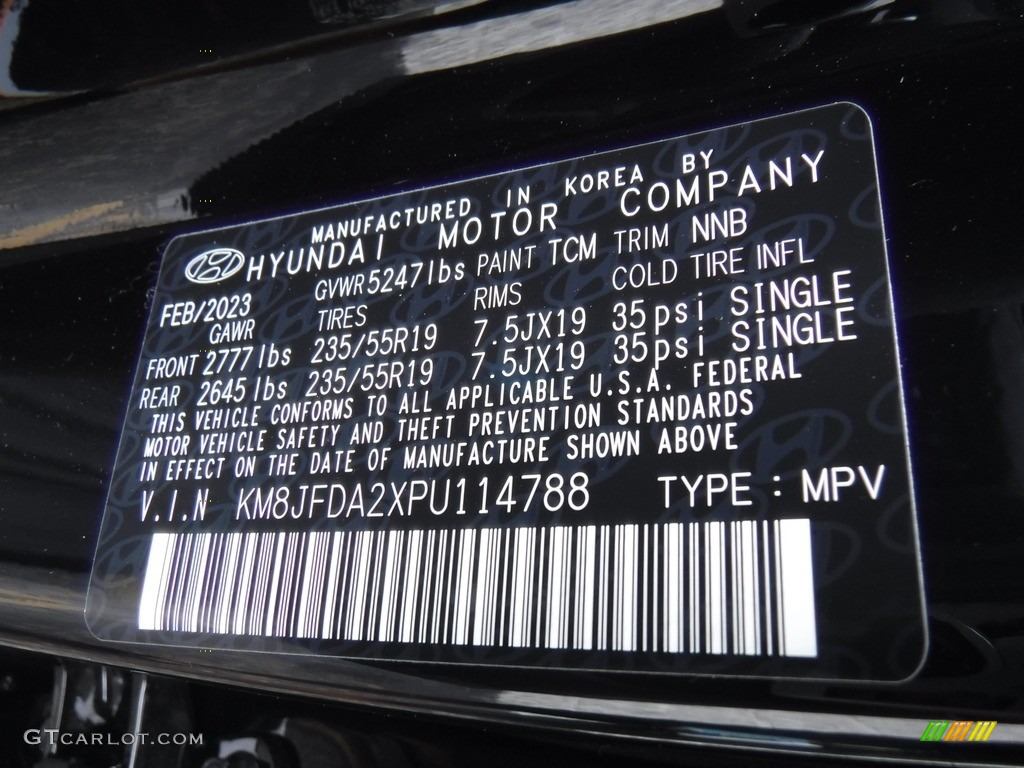 MANUFACTURED IN KOREA BY
HYUNDAI MOTOR COMPANY
FEB/2023 GVWR 5247lbs PAINT TCM TRIM NNB
GAWR TIRES RIMS COLD TIRE INFL
FRONT 2777lbs 235/55R19 7.5JX19 35psi SINGLE
REAR 2645lbs 235/55R19 7.5JX19 35psi SINGLE
THIS VEHICLE CONFORMS TO ALL APPLICABLE U.S.A. FEDERAL
MOTOR VEHICLE SAFETY AND THEFT PREVENTION STANDARDS
IN EFFECT ON THE DATE OF MANUFACTURE SHOWN ABOVE
V.I.N KM8JFDA2XPU114788 TYPE : MPV
GTCARLOT.COM